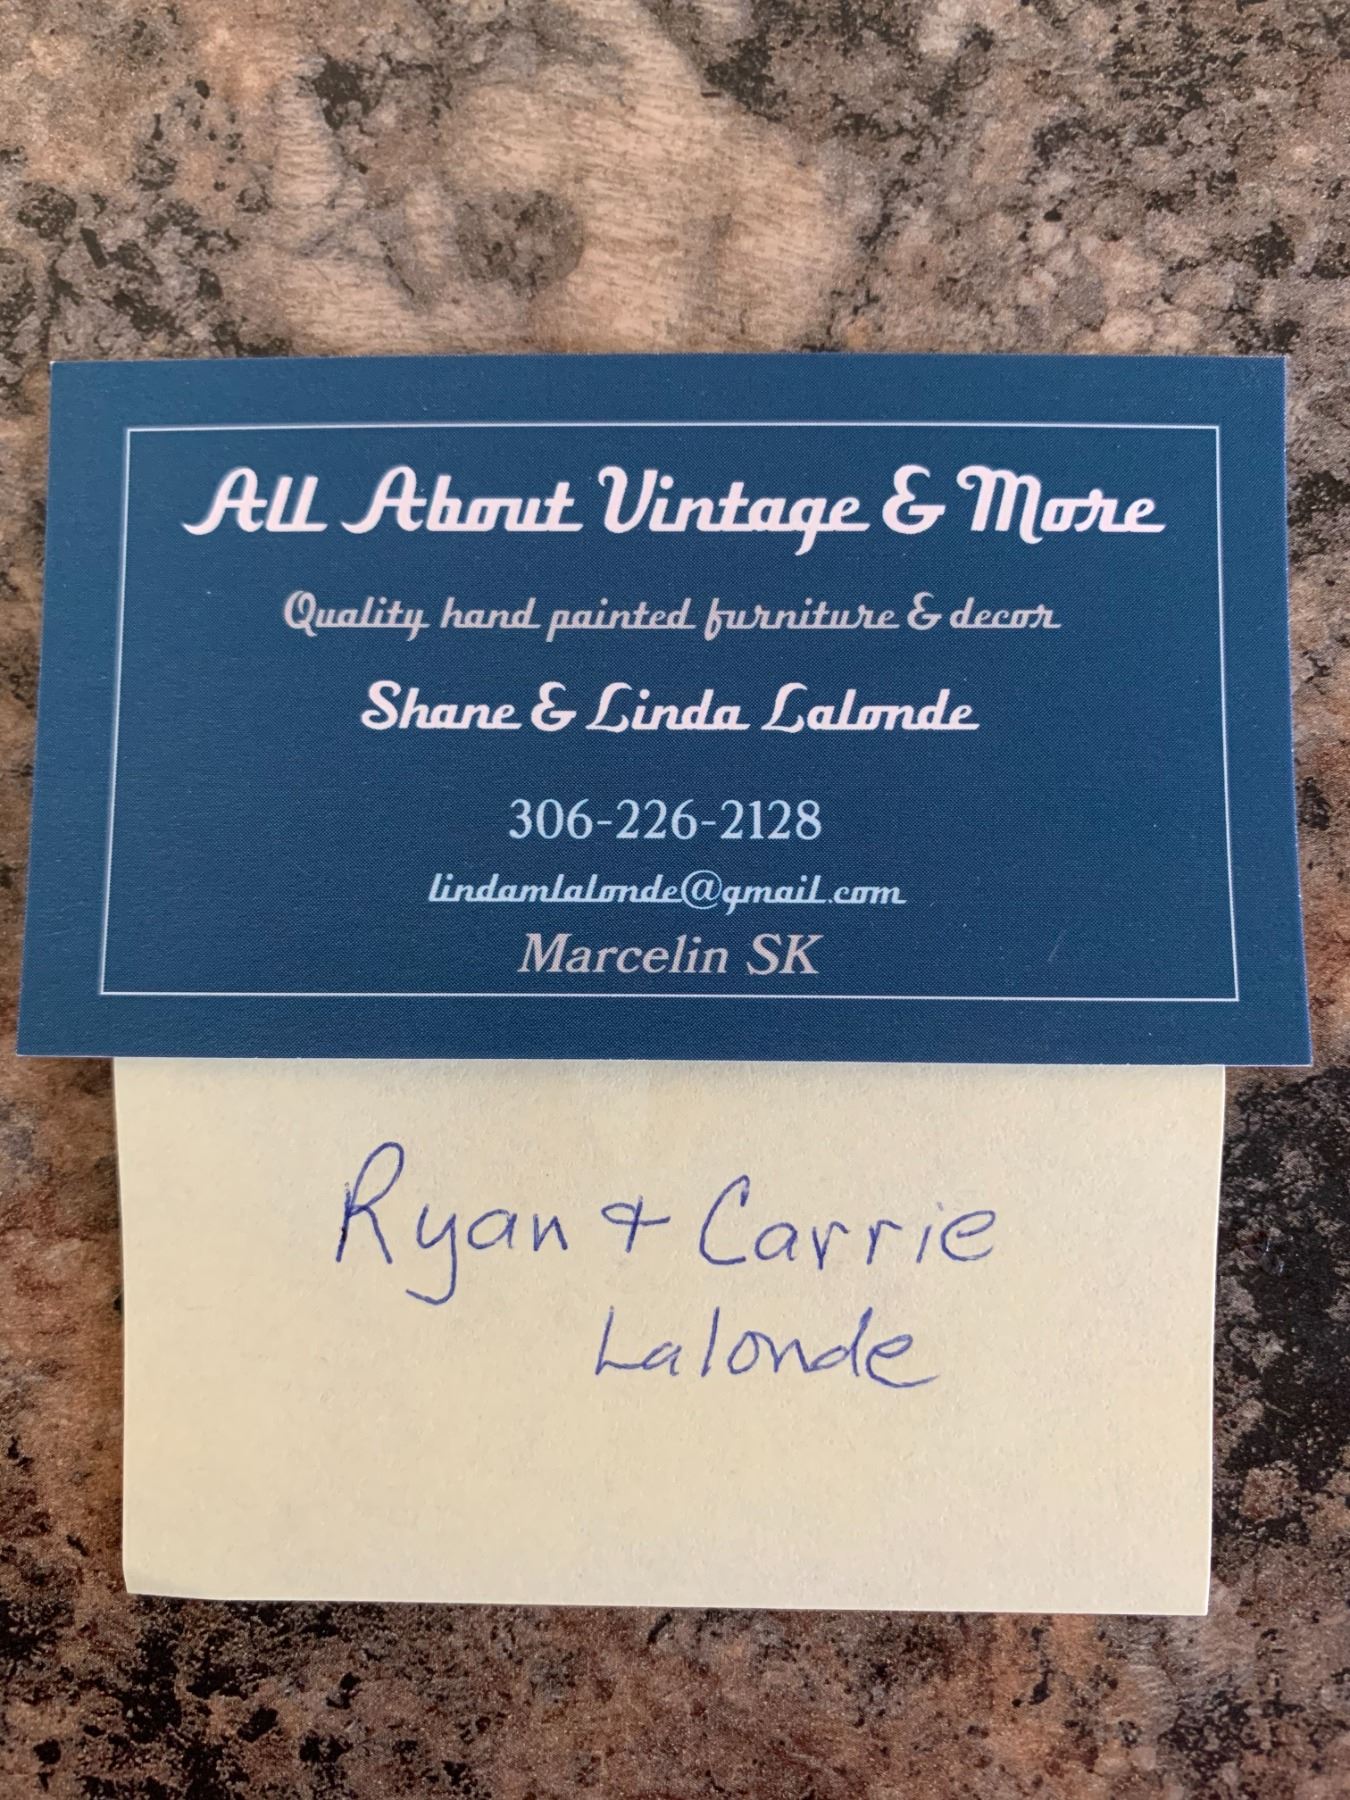 All About Vintage & More
Quality hand painted furniture & decor
Shane & Linda Lalonde
306-226-2128
lindamlalonde@gmail.com
Marcelin SK
Ryan & Carrie
Lalonde